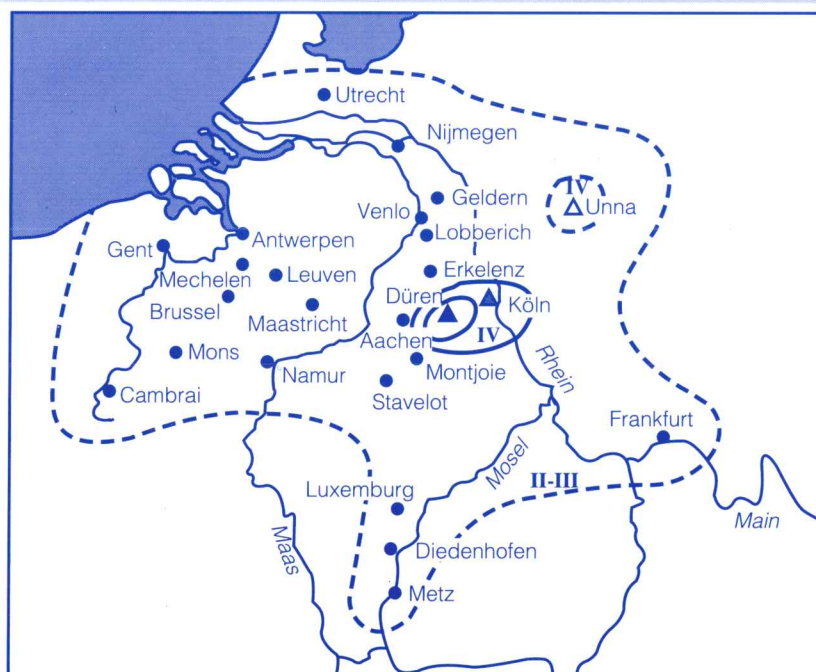 Utrecht
Nijmegen
IV
Geldern
Unna
Venlo
Lobberich
Antwerpen
Gent
Erkelenz
Mechelen
Leuven
Düren
Köln
Brussel
Maastricht
IV
Aachen
Rhein
Mons
Namur
Montjoie
Cambrai
Stavelot
Frankfurt
Mosel
II-III
Luxemburg
Main
Maas
Diedenhofen
Metz